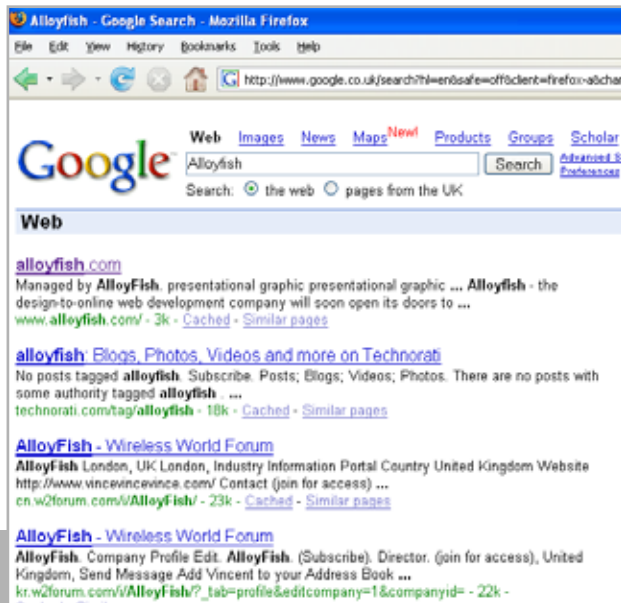 Alloyfish - Google Search - Mozilla Firefox
File Edit View History Bookmarks Tools Help
G http://www.google.co.uk/search?hl=en&safe=off&client=firefox-a&char
Web Images News Maps New! Products Groups Scholar
Google Alloyfish Search Advanced S
Preferences
Search: the web pages from the UK
Web
alloyfish.com
Managed by AlloyFish. presentational graphic presentational graphic ... Alloyfish - the
design-to-online web development company will soon open its doors to ...
www.alloyfish.com/ - 3k - Cached - Similar pages
alloyfish: Blogs, Photos, Videos and more on Technorati
No posts tagged alloyfish. Subscribe. Posts; Blogs; Videos; Photos. There are no posts with
some authority tagged alloyfish . ...
technorati.com/tag/alloyfish - 18k - Cached - Similar pages
AlloyFish - Wireless World Forum
AlloyFish London, UK London, Industry Information Portal Country United Kingdom Website
http://www.vincevincevince.com/ Contact (join for access) ...
cn.w2forum.com/i/AlloyFish/ - 23k - Cached - Similar pages
AlloyFish - Wireless World Forum
AlloyFish. Company Profile Edit. AlloyFish. (Subscribe). Director. (join for access), United
Kingdom, Send Message Add Vincent to your Address Book ...
kr.w2forum.com/i/AlloyFish/?_tab=profile&editcompany=1&companyid= - 22k -